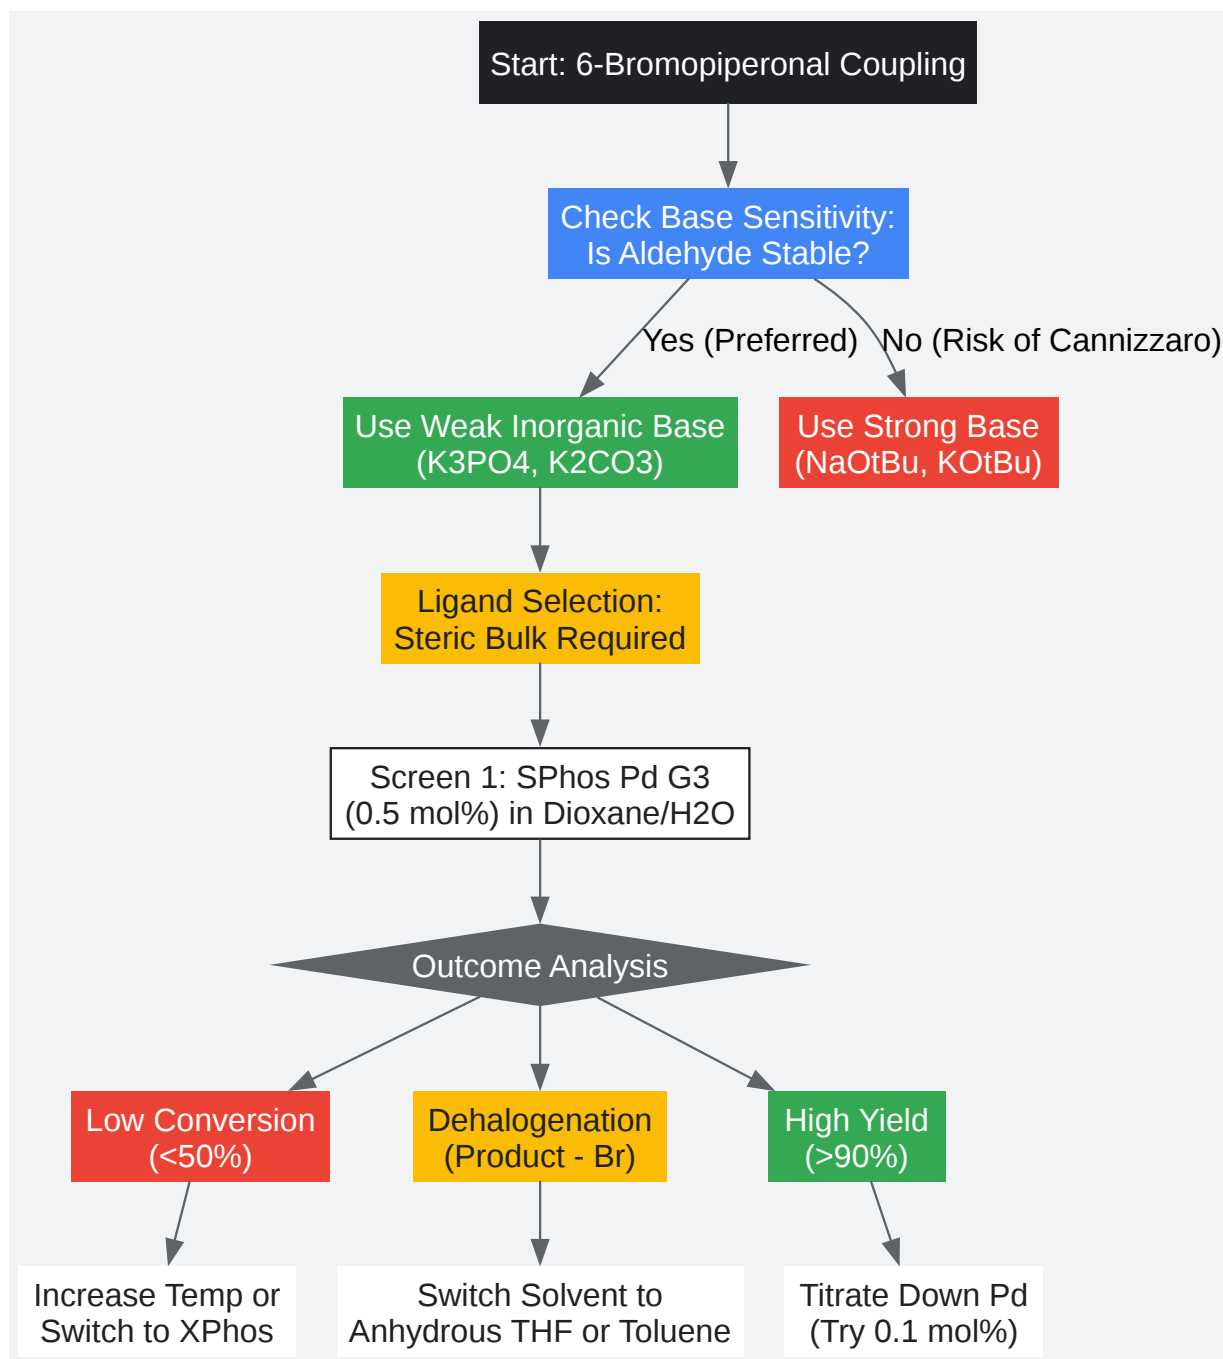 Start: 6-Bromopiperonal Coupling
Check Base Sensitivity:
Is Aldehyde Stable?
Yes (Preferred)
No (Risk of Cannizzaro)
Use Weak Inorganic Base
(K3PO4, K2CO3)
Use Strong Base
(NaOtBu, KOtBu)
Ligand Selection:
Steric Bulk Required
Screen 1: SPhos Pd G3
(0.5 mol%) in Dioxane/H2O
Outcome Analysis
Low Conversion
(<50%)
Dehalogenation
(Product - Br)
High Yield
(>90%)
Increase Temp or
Switch to XPhos
Switch Solvent to
Anhydrous THF or Toluene
Titrate Down Pd
(Try 0.1 mol%)